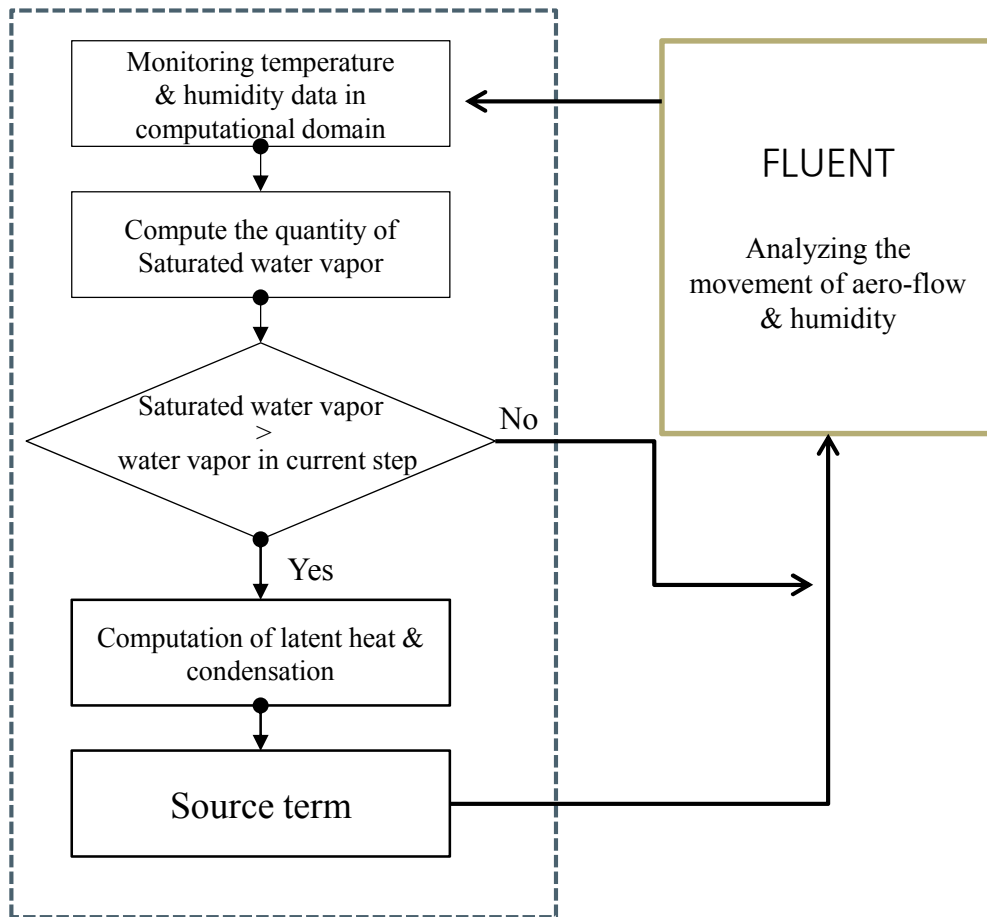 Monitoring temperature
& humidity data in
computational domain
Compute the quantity of
Saturated water vapor
Saturated water vapor
>
water vapor in current step
No
Yes
Computation of latent heat &
condensation
Source term
FLUENT
Analyzing the
movement of aero-flow
& humidity